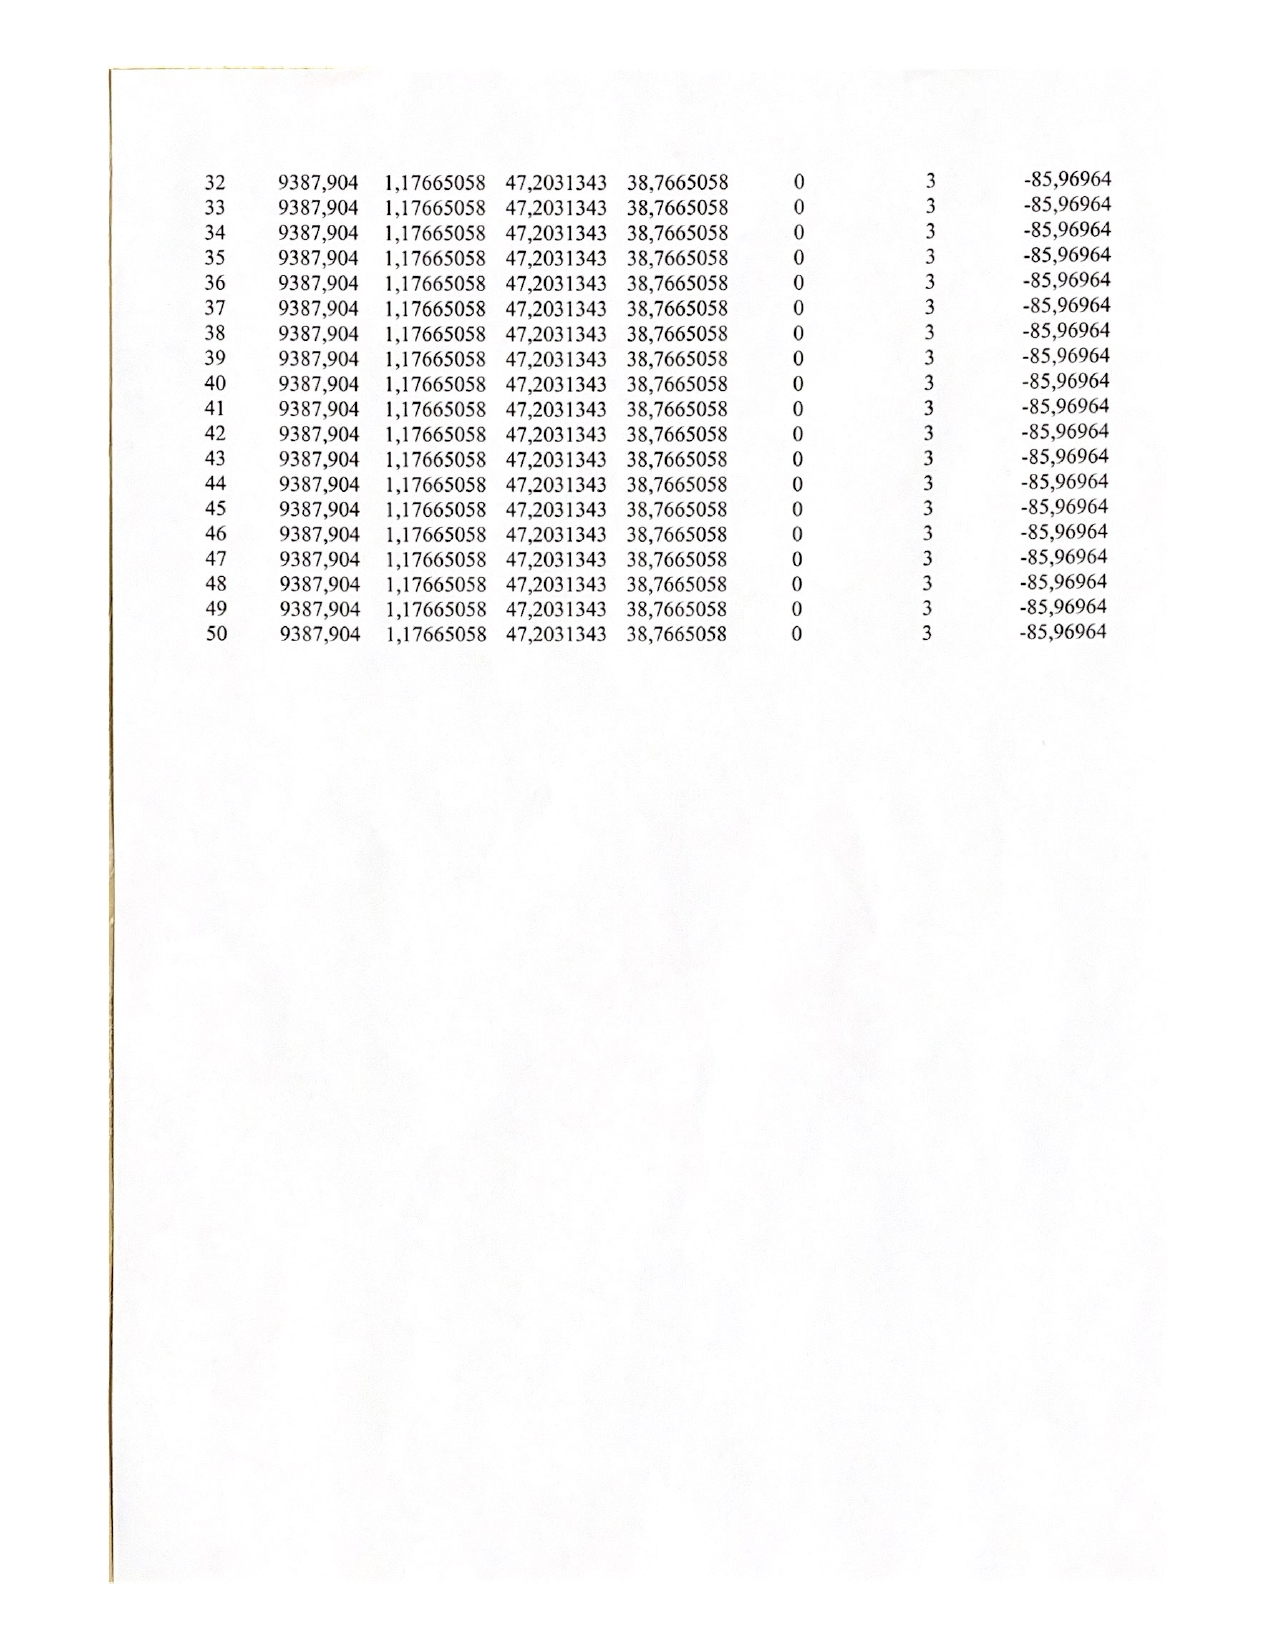 32 9387,904 1,17665058 47,2031343 38,7665058 0 3 -85,96964
33 9387,904 1,17665058 47,2031343 38,7665058 0 3 -85,96964
34 9387,904 1,17665058 47,2031343 38,7665058 0 3 -85,96964
35 9387,904 1,17665058 47,2031343 38,7665058 0 3 -85,96964
36 9387,904 1,17665058 47,2031343 38,7665058 0 3 -85,96964
37 9387,904 1,17665058 47,2031343 38,7665058 0 3 -85,96964
38 9387,904 1,17665058 47,2031343 38,7665058 0 3 -85,96964
39 9387,904 1,17665058 47,2031343 38,7665058 0 3 -85,96964
40 9387,904 1,17665058 47,2031343 38,7665058 0 3 -85,96964
41 9387,904 1,17665058 47,2031343 38,7665058 0 3 -85,96964
42 9387,904 1,17665058 47,2031343 38,7665058 0 3 -85,96964
43 9387,904 1,17665058 47,2031343 38,7665058 0 3 -85,96964
44 9387,904 1,17665058 47,2031343 38,7665058 0 3 -85,96964
45 9387,904 1,17665058 47,2031343 38,7665058 0 3 -85,96964
46 9387,904 1,17665058 47,2031343 38,7665058 0 3 -85,96964
47 9387,904 1,17665058 47,2031343 38,7665058 0 3 -85,96964
48 9387,904 1,17665058 47,2031343 38,7665058 0 3 -85,96964
49 9387,904 1,17665058 47,2031343 38,7665058 0 3 -85,96964
50 9387,904 1,17665058 47,2031343 38,7665058 0 3 -85,96964